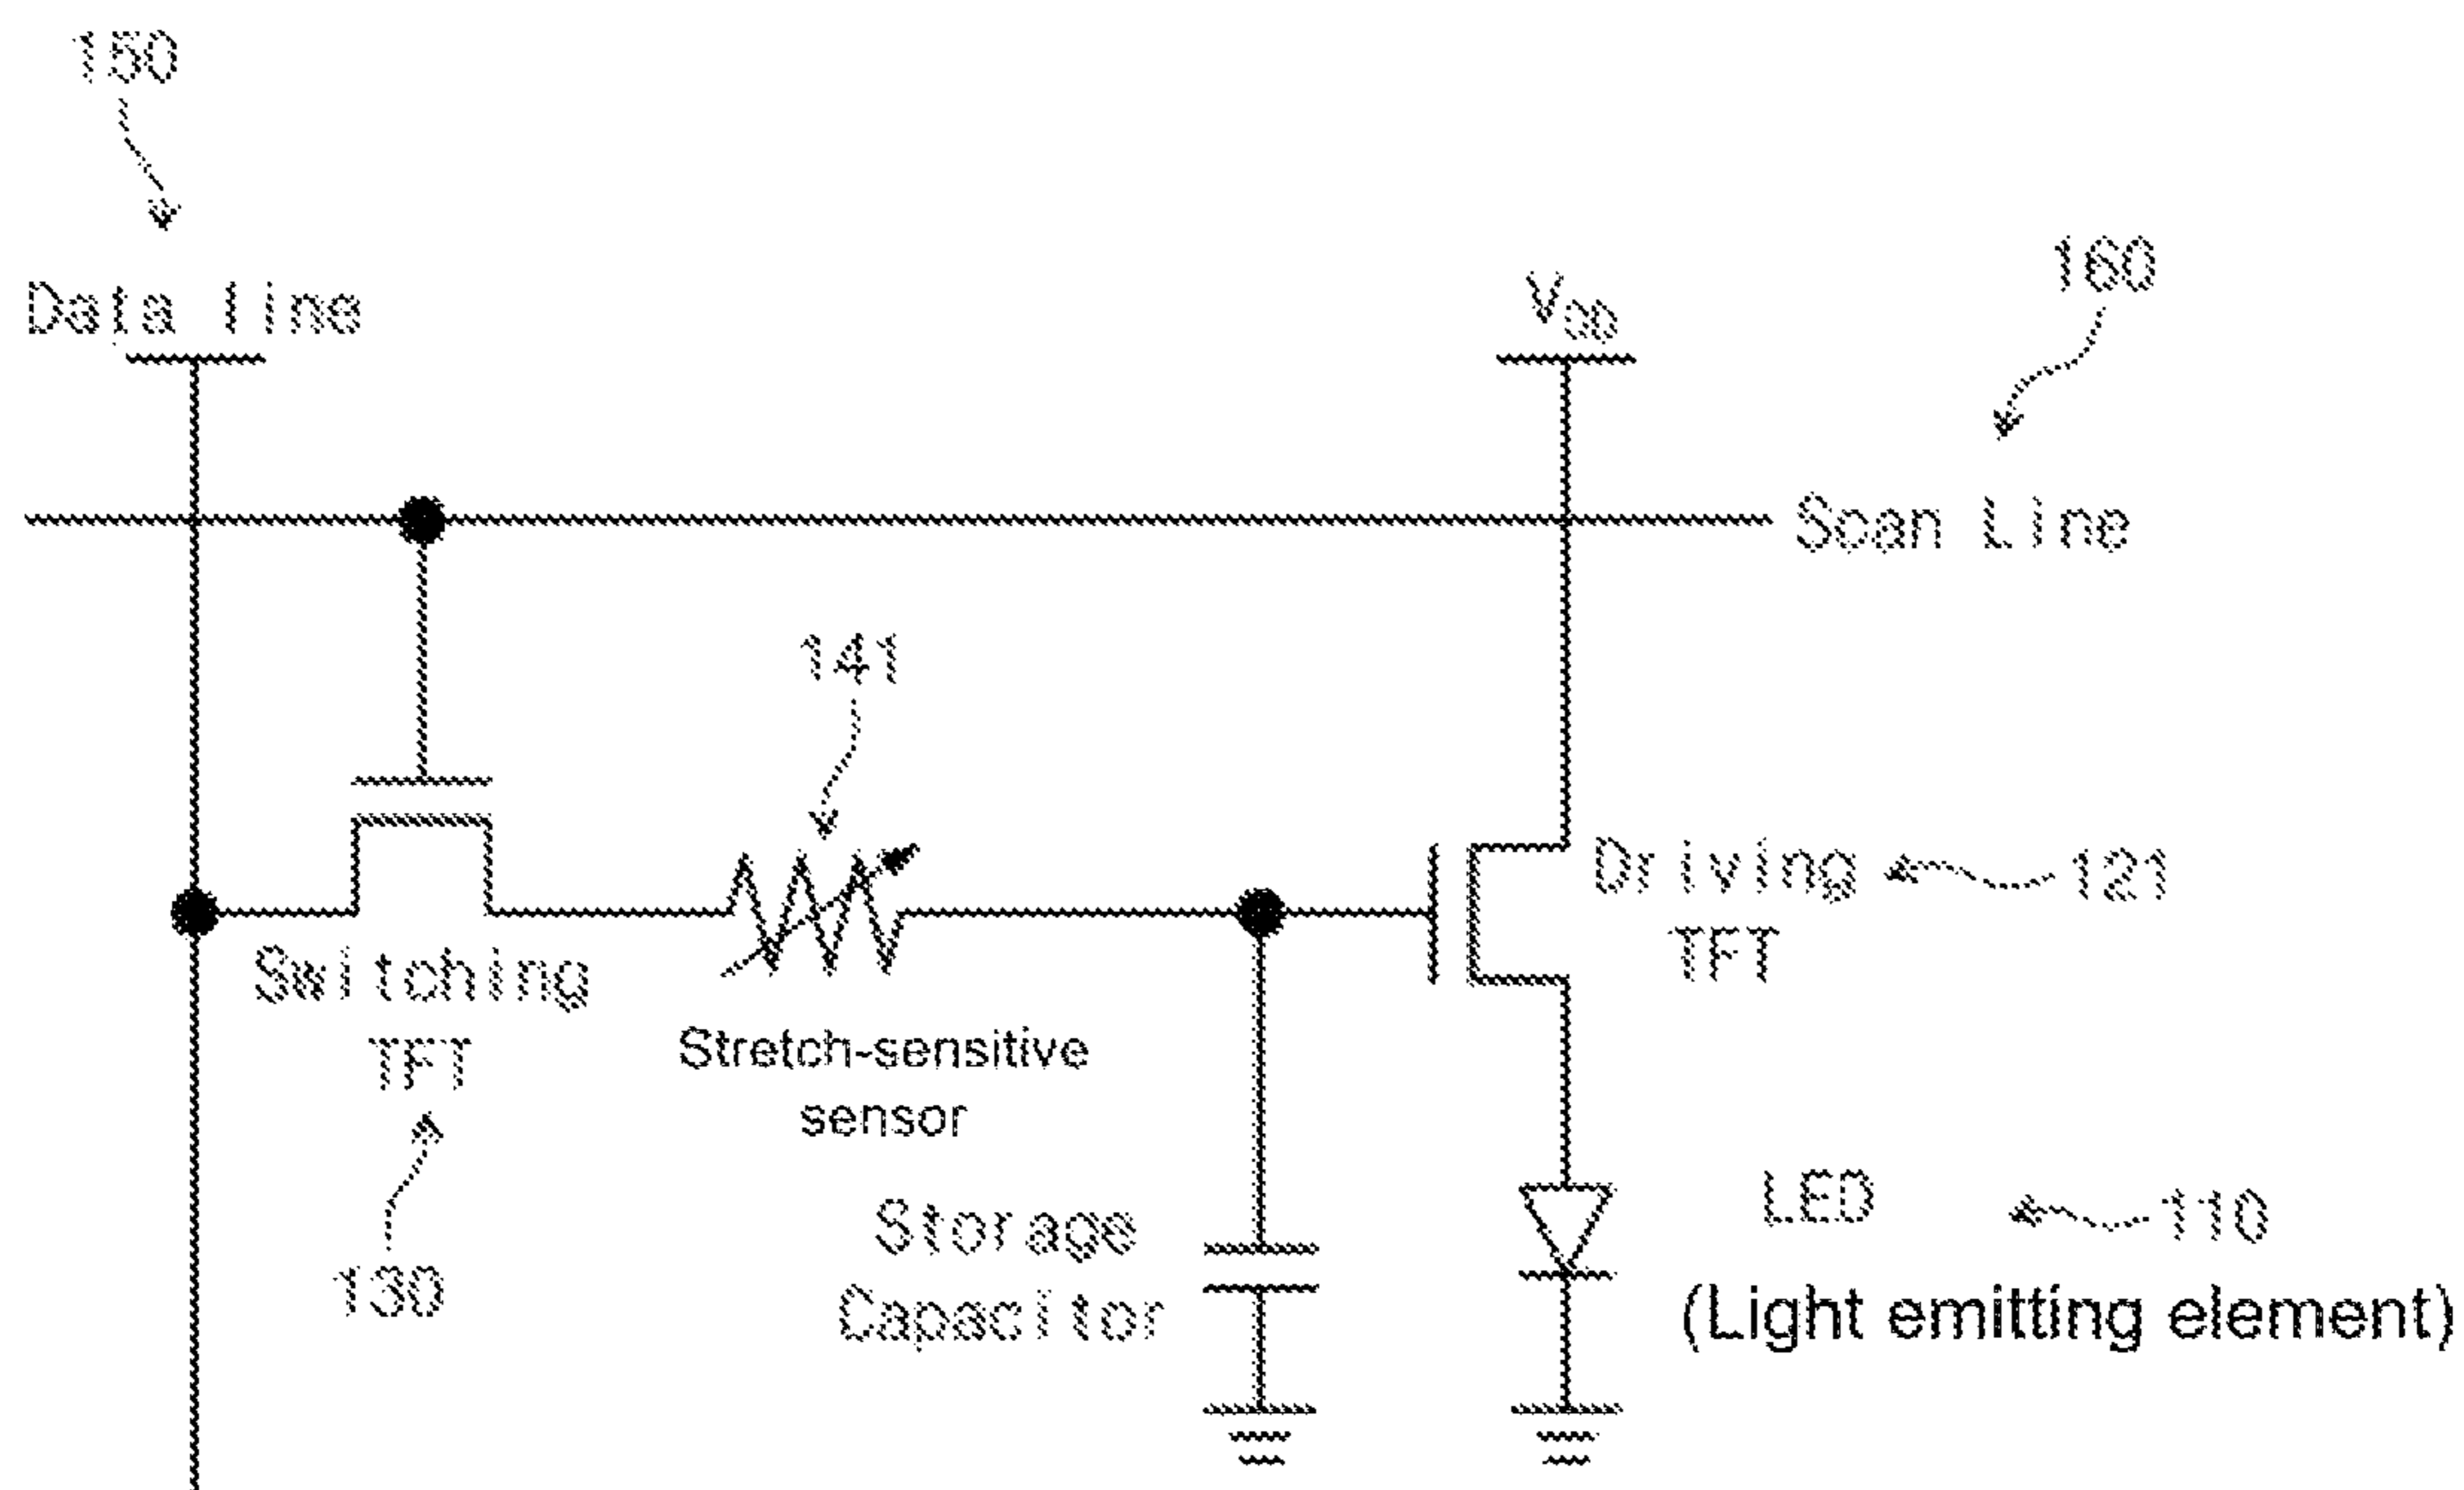 150
Data line
VDD
160
Scan Line
141
Driving
TFT
121
Switching
TFT
130
Stretch-sensitive
sensor
Storage
Capacitor
LED
110
(Light emitting element)